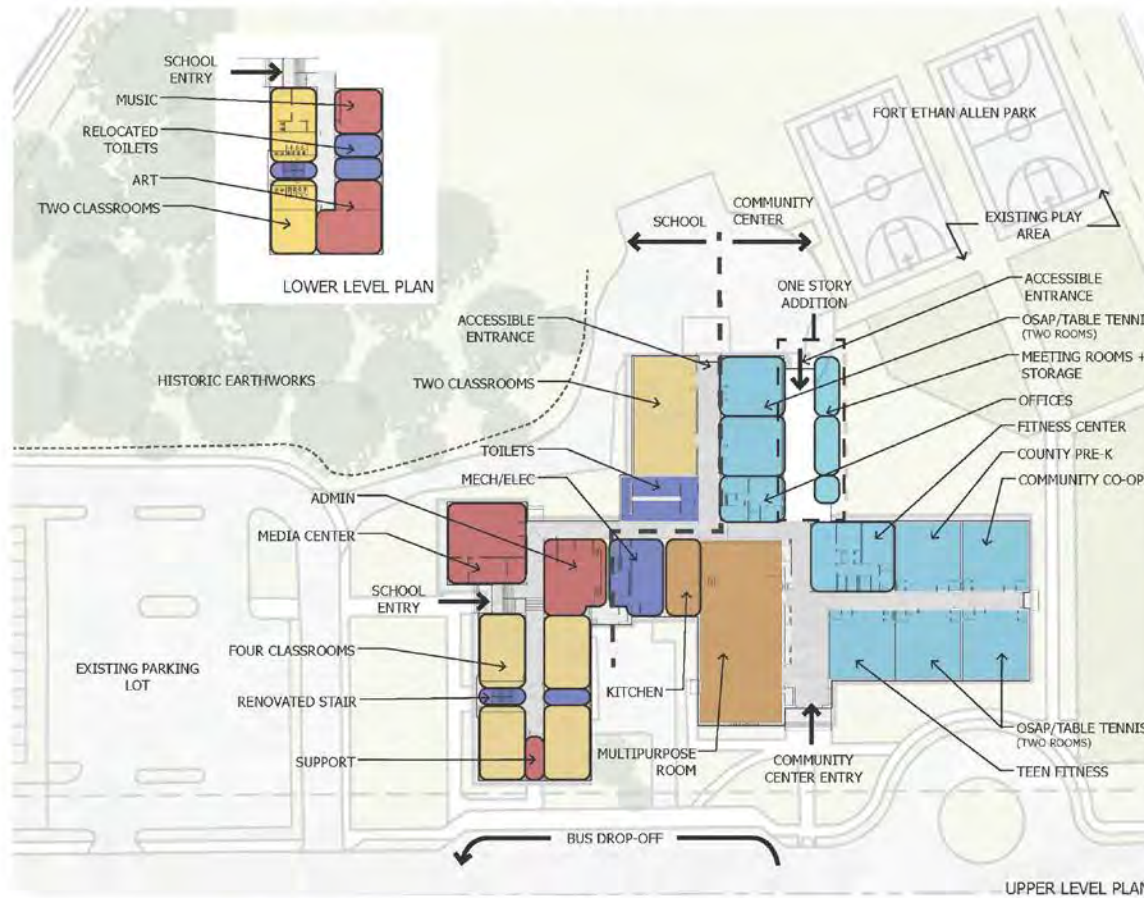 SCHOOL
ENTRY
MUSIC
RELOCATED
TOILETS
ART
TWO CLASSROOMS
LOWER LEVEL PLAN
FORT ETHAN ALLEN PARK
SCHOOL
COMMUNITY
CENTER
EXISTING PLAY
AREA
ONE STORY
ADDITION
ACCESSIBLE
ENTRANCE
ACCESSIBLE
ENTRANCE
OSAP/TABLE TENNI
(TWO ROOMS)
MEETING ROOMS +
STORAGE
HISTORIC EARTHWORKS
TWO CLASSROOMS
OFFICES
FITNESS CENTER
TOILETS
COUNTY PRE-K
MECH/ELEC
COMMUNITY CO-OP
ADMIN
MEDIA CENTER
SCHOOL
ENTRY
FOUR CLASSROOMS
EXISTING PARKING
LOT
RENOVATED STAIR
KITCHEN
SUPPORT
MULTIPURPOSE
ROOM
COMMUNITY
CENTER ENTRY
OSAP/TABLE TENNIS
(TWO ROOMS)
TEEN FITNESS
BUS DROP-OFF
UPPER LEVEL PLAN